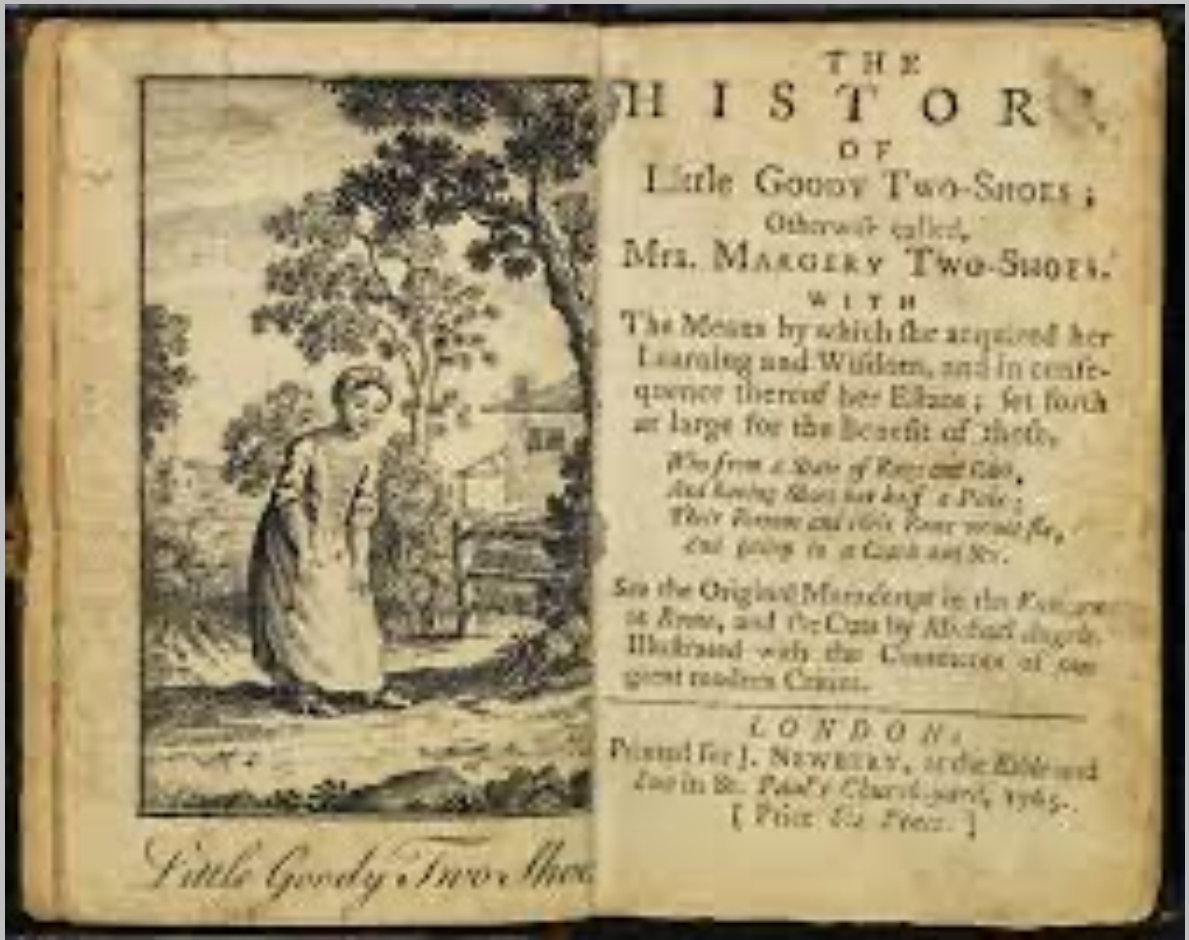 Little Goody Two Shoe
THE
HISTOR
OF
Little GOODY TWO-SHOES;
Otherwise called,
Mrs. MARGERY TWO-SHOES.
WITH
The Means by which she acquired her
Learning and Wisdom, and in conse-
quence thereof her Estate; set forth
at large for the Benefit of those,
Who from a State of Rags and Care,
And having Shoes but half a Pair;
Their Fortune and their Fame would fix,
And gallop in a Coach and Six.
See the Original Manuscript in the Vatican
at Rome, and the Cuts by Michael Angelo.
Illustrated with the Comments of our
great modern Critics.
LONDON:
Printed for J. NEWBERY, at the Bible and
Sun in St. Paul's Church-yard, 1765.
[ Price Six Pence. ]